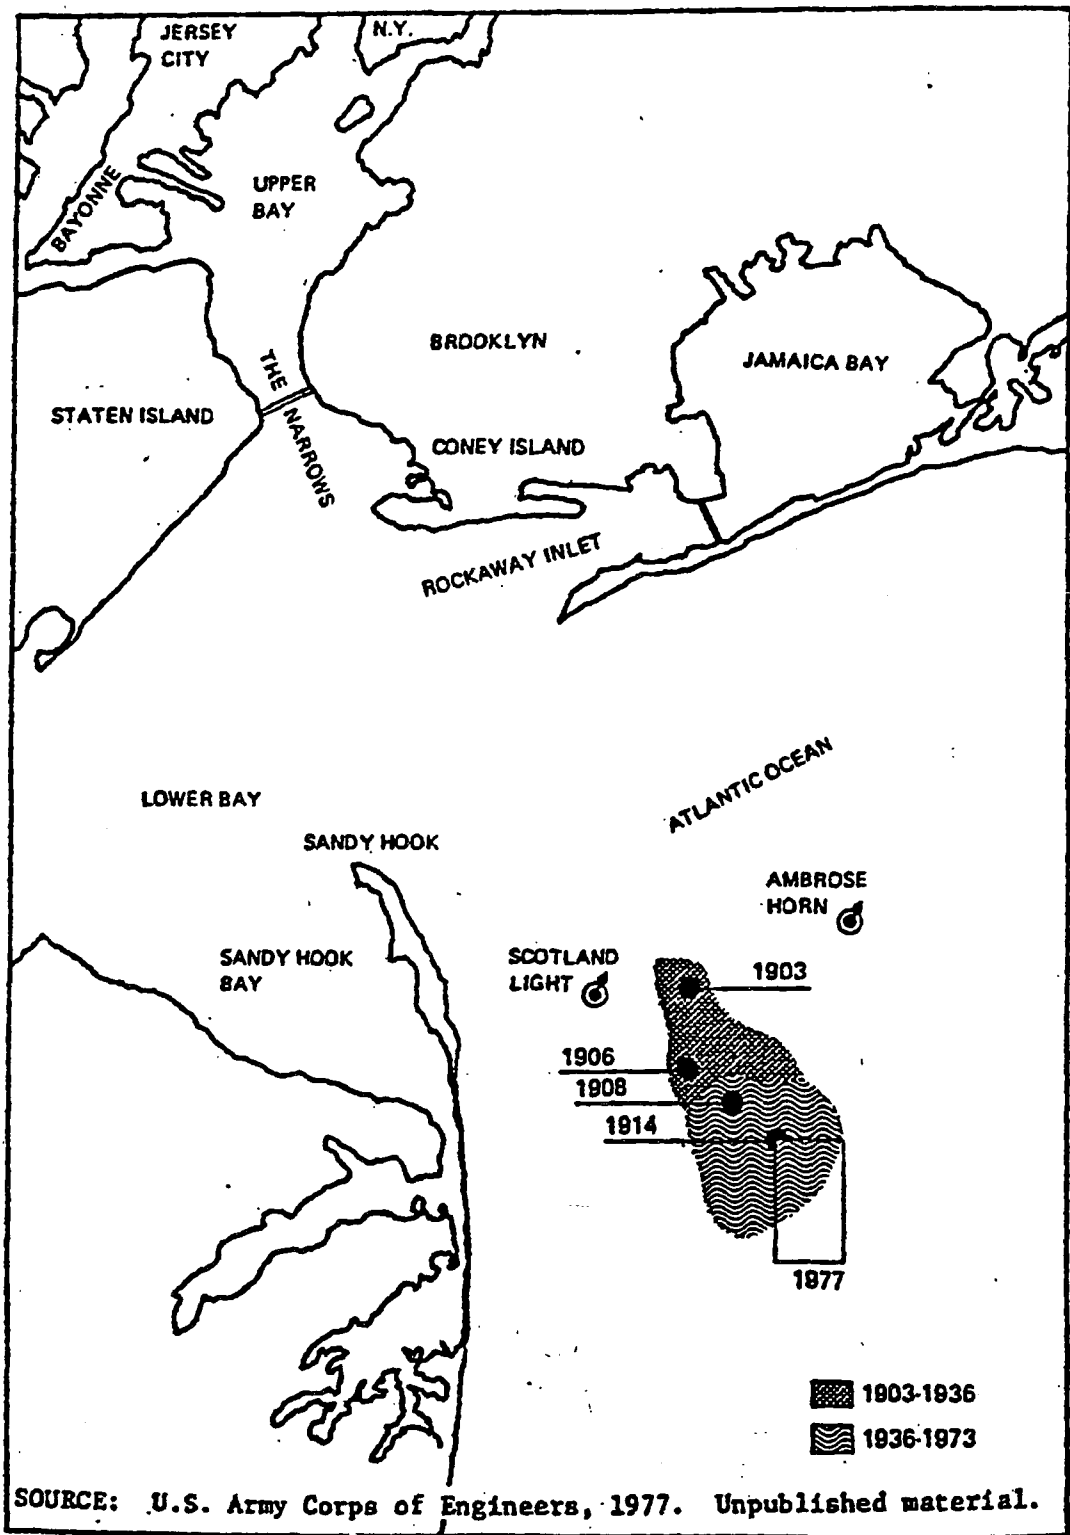 JERSEY
CITY
N.Y.
BAYONNE
UPPER
BAY
BROOKLYN
JAMAICA BAY
THE NARROWS
STATEN ISLAND
CONEY ISLAND
ROCKAWAY INLET
ATLANTIC OCEAN
LOWER BAY
SANDY HOOK
AMBROSE
HORN
SANDY HOOK
BAY
SCOTLAND
LIGHT
1903
1906
1908
1914
1977
1903-1936
1936-1973
SOURCE: U.S. Army Corps of Engineers, 1977. Unpublished material.